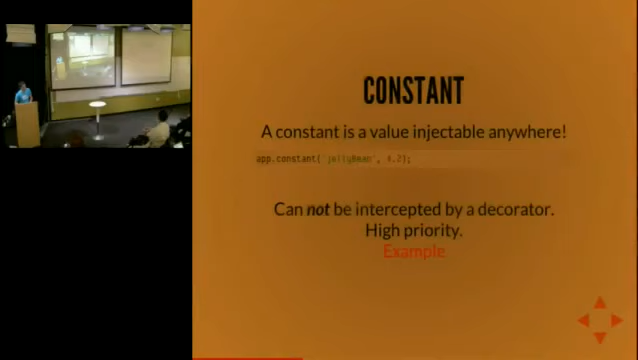 CONSTANT
A constant is a value injectable anywhere!
app.constant('jellyBean', 4.2);
Can not be intercepted by a decorator.
High priority.
Example